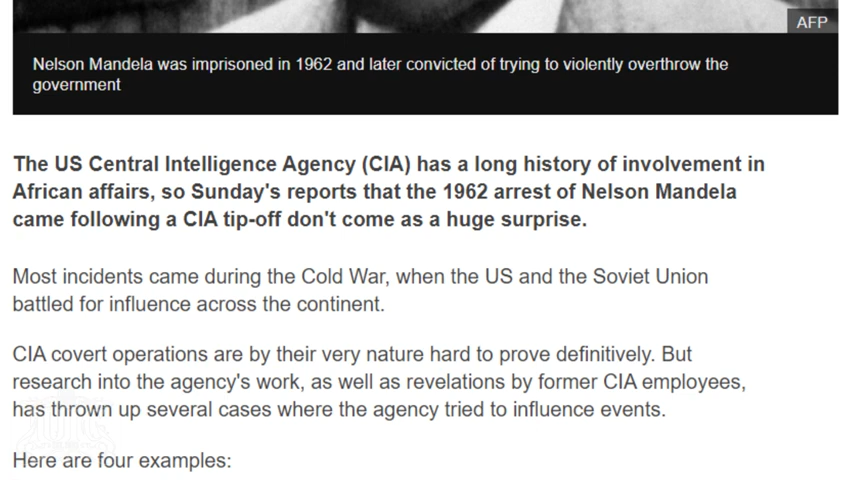 AFP
Nelson Mandela was imprisoned in 1962 and later convicted of trying to violently overthrow the
government
The US Central Intelligence Agency (CIA) has a long history of involvement in
African affairs, so Sunday's reports that the 1962 arrest of Nelson Mandela
came following a CIA tip-off don't come as a huge surprise.
Most incidents came during the Cold War, when the US and the Soviet Union
battled for influence across the continent.
CIA covert operations are by their very nature hard to prove definitively. But
research into the agency's work, as well as revelations by former CIA employees,
has thrown up several cases where the agency tried to influence events.
Here are four examples: